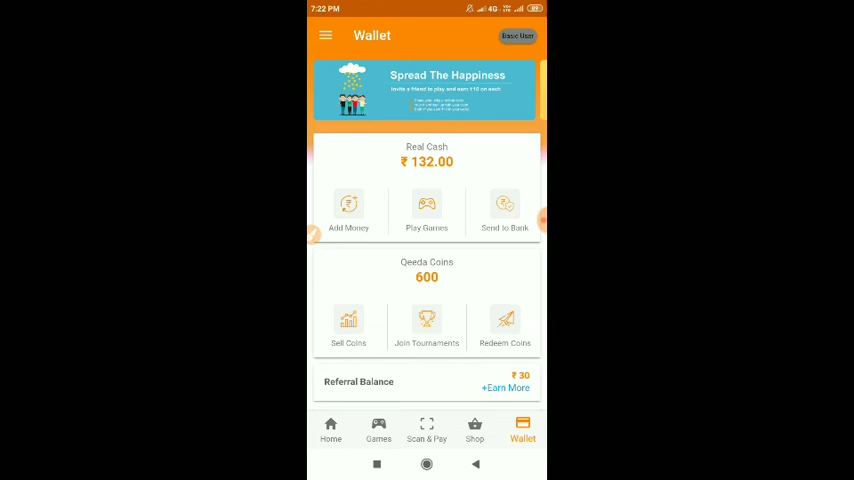 7:22 PM
4G
Wallet
Basic User
Spread The Happiness
Invite a friend to play and earn ₹10 on each
Real Cash
₹ 132.00
Add Money
Play Games
Send to Bank
Qeeda Coins
600
Sell Coins
Join Tournaments
Redeem Coins
Referral Balance
₹ 30
+Earn More
Home
Games
Scan & Pay
Shop
Wallet